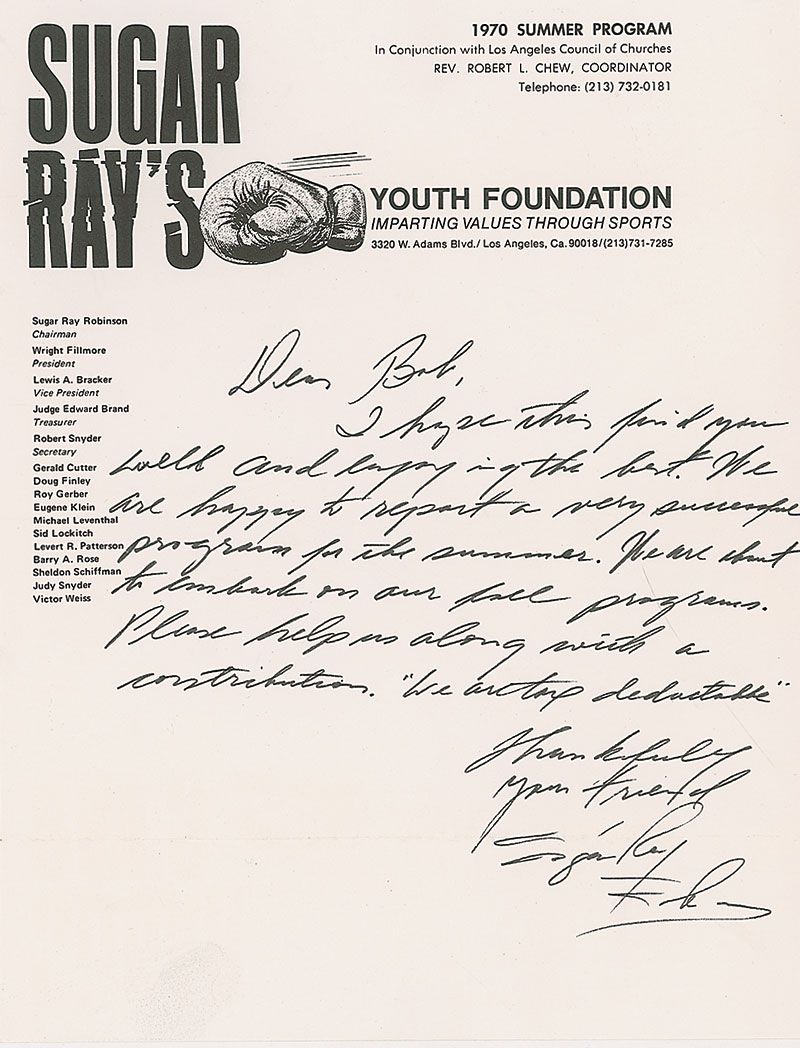 SUGAR
RAY'S
1970 SUMMER PROGRAM
In Conjunction with Los Angeles Council of Churches
REV. ROBERT L. CHEW, COORDINATOR
Telephone: (213) 732-0181
YOUTH FOUNDATION
IMPARTING VALUES THROUGH SPORTS
3320 W. Adams Blvd./ Los Angeles, Ca. 90018/(213)731-7285
Sugar Ray Robinson
Chairman
Wright Fillmore
President
Lewis A. Bracker
Vice President
Judge Edward Brand
Treasurer
Robert Snyder
Secretary
Gerald Cutter
Doug Finley
Roy Gerber
Eugene Klein
Michael Leventhal
Sid Lockitch
Levert R. Patterson
Barry A. Rose
Sheldon Schiffman
Judy Snyder
Victor Weiss
Dear Bob,
I hope this find you
well and enjoying the best. We
are happy to report a very successful
program for the summer. We are about
to embark on our fall programs.
Please help us along with a
contribution. "We are tax deductable"
Thankfully
Your Friend
Sugar Ray